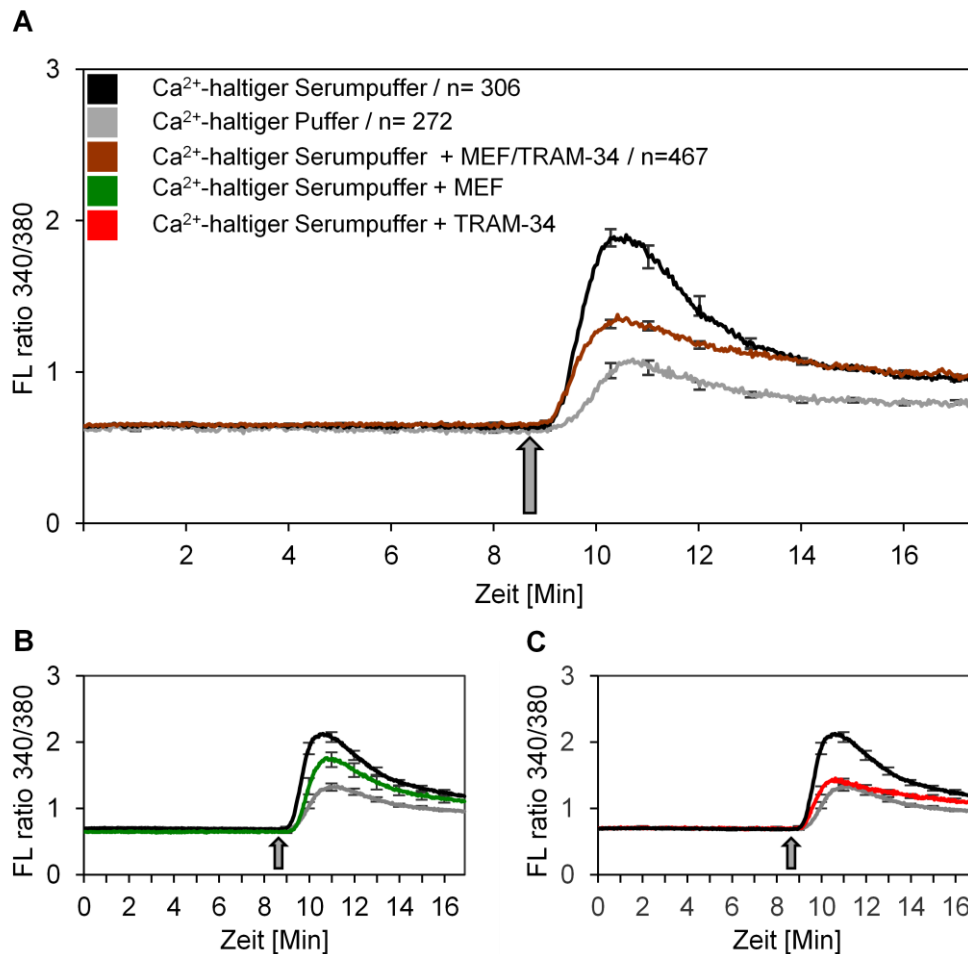 A
3
Ca²⁺-haltiger Serumpuffer / n= 306
Ca²⁺-haltiger Puffer / n= 272
Ca²⁺-haltiger Serumpuffer + MEF/TRAM-34 / n=467
Ca²⁺-haltiger Serumpuffer + MEF
Ca²⁺-haltiger Serumpuffer + TRAM-34
2
1
0
FL ratio 340/380
2 4 6 8 10 12 14 16
Zeit [Min]
B
3
2
1
0
FL ratio 340/380
0 2 4 6 8 10 12 14 16
Zeit [Min]
C
3
2
1
0
FL ratio 340/380
0 2 4 6 8 10 12 14 16
Zeit [Min]